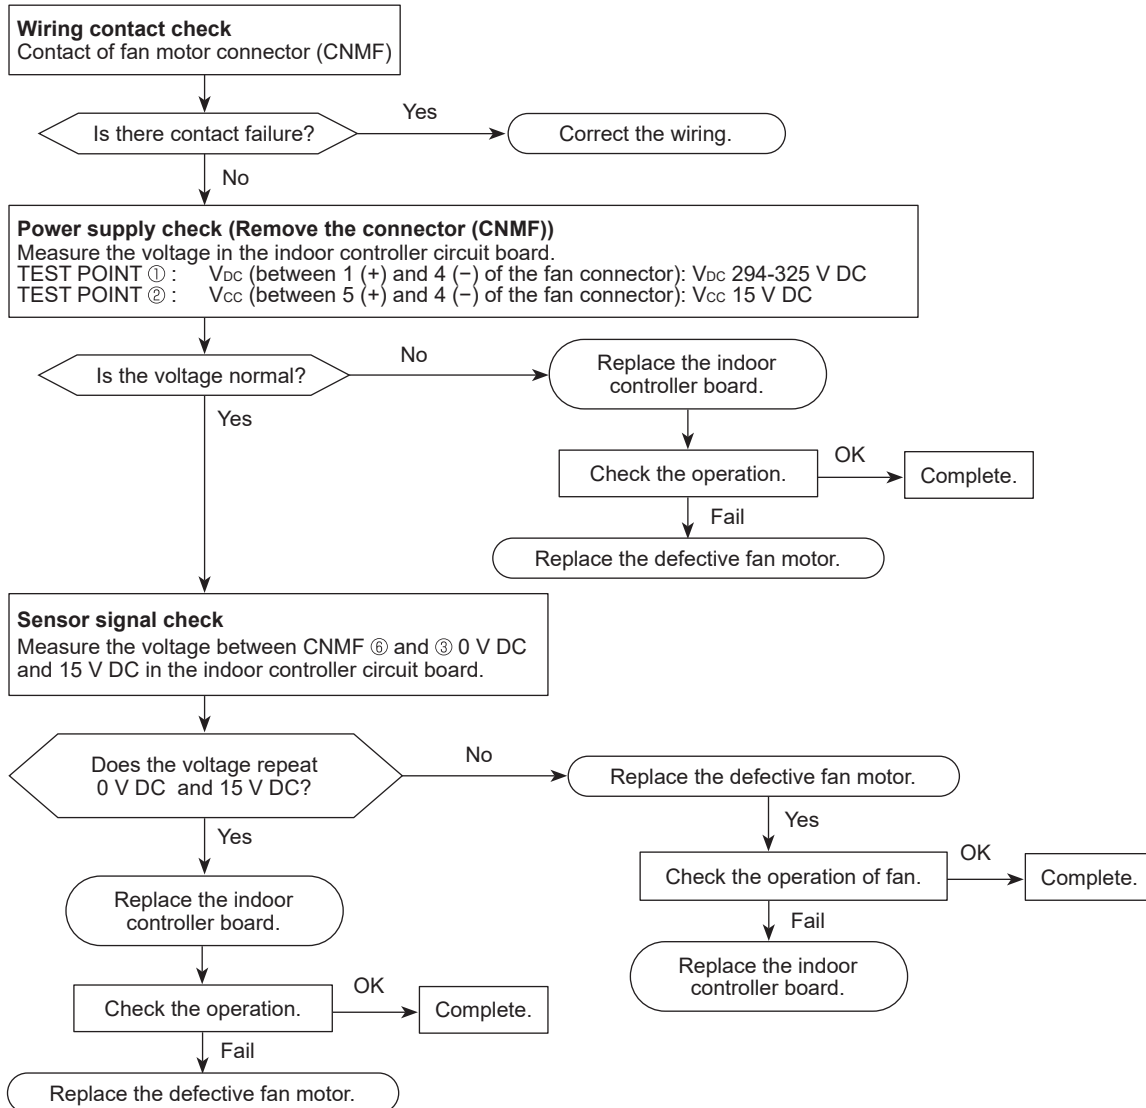 Wiring contact check
Contact of fan motor connector (CNMF)
Is there contact failure?
Yes
Correct the wiring.
No
Power supply check (Remove the connector (CNMF))
Measure the voltage in the indoor controller circuit board.
TEST POINT ① : VDC (between 1 (+) and 4 (−) of the fan connector): VDC 294-325 V DC
TEST POINT ② : VCC (between 5 (+) and 4 (−) of the fan connector): VCC 15 V DC
Is the voltage normal?
No
Replace the indoor
controller board.
Yes
Check the operation.
OK
Complete.
Fail
Replace the defective fan motor.
Sensor signal check
Measure the voltage between CNMF ⑥ and ③ 0 V DC
and 15 V DC in the indoor controller circuit board.
Does the voltage repeat
0 V DC and 15 V DC?
No
Replace the defective fan motor.
Yes
Check the operation of fan.
OK
Complete.
Fail
Replace the indoor
controller board.
Yes
Replace the indoor
controller board.
Check the operation.
OK
Complete.
Fail
Replace the defective fan motor.